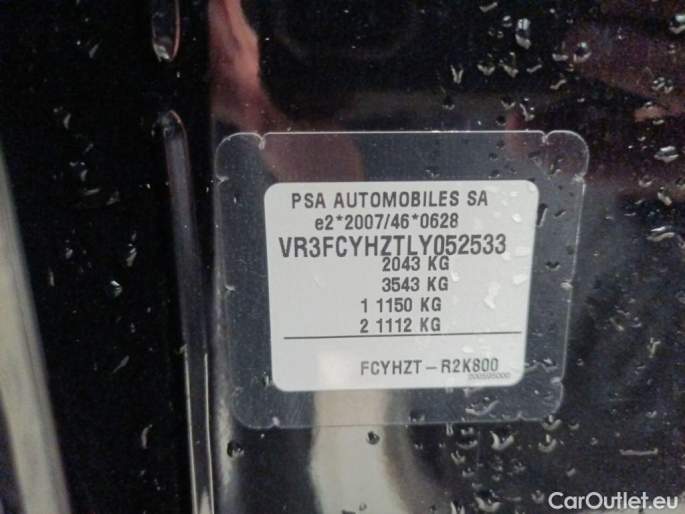 PSA AUTOMOBILES SA
e2*2007/46*0628
VR3FCYHZTLY052533
2043 KG
3543 KG
1 1150 KG
2 1112 KG
FCYHZT-R2K800
CarOutlet.eu